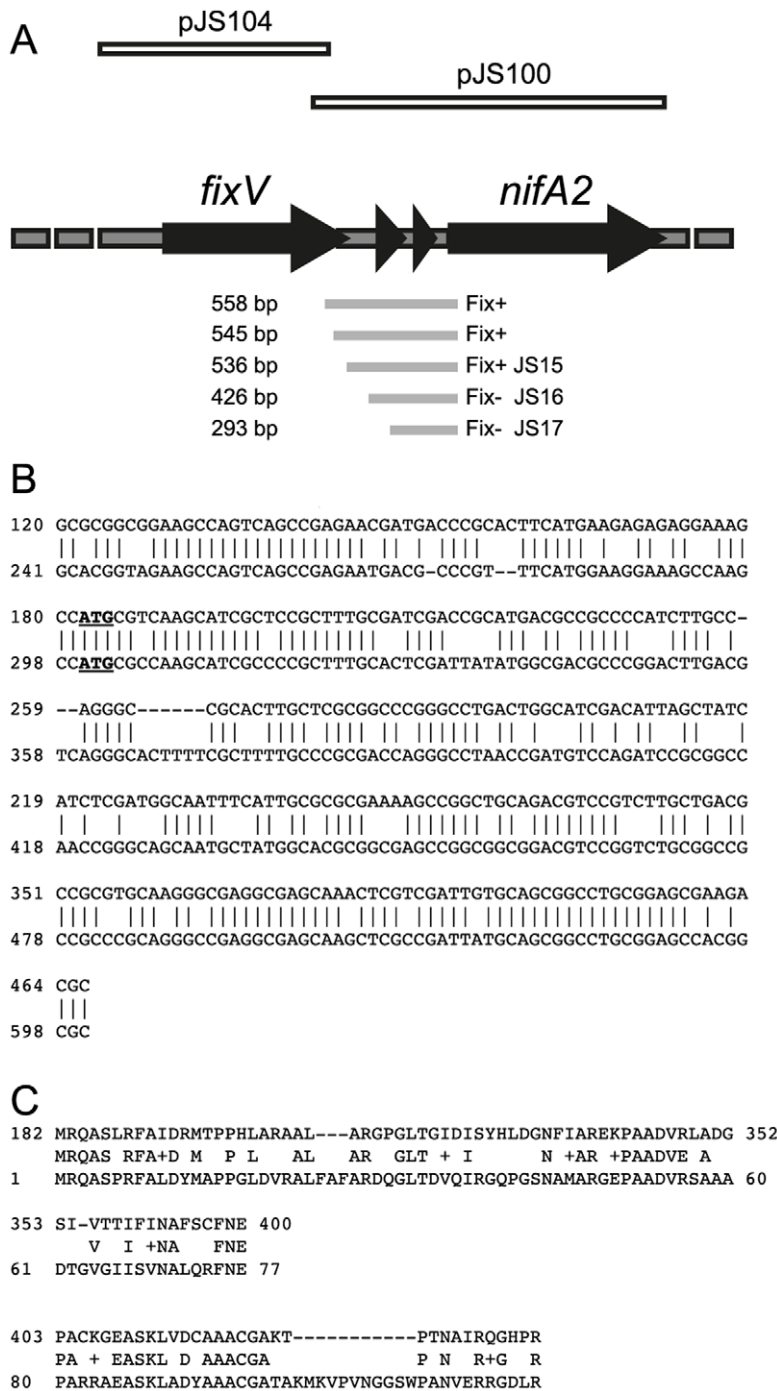 A
pJS104
pJS100
fixV nifA2
558 bp Fix+
545 bp Fix+
536 bp Fix+ JS15
426 bp Fix- JS16
293 bp Fix- JS17
B
120 GCGCGGCGGAAGCCAGTCAGCCGAGAACGATGACCCGCACTTCATGAAGAGAGAGGAAAG
241 GCACGGTAGAAGCCAGTCAGCCGAGAATGACG-CCCGT--TTCATGGAAGGAAAGCCAAG
180 CCATGCGTCAAGCATCGCTCCGCTTTGCGATCGACCGCATGACGCCGCCCCATCTTGCC-
298 CCATGCGCCAAGCATCGCCCCGCTTTGCACTCGATTATATGGCGACGCCCGGACTTGACG
259 --AGGGC------CGCACTTGCTCGCGGCCCGGGCCTGACTGGCATCGACATTAGCTATC
358 TCAGGGCACTTTTCGCTTTTGCCCGCGACCAGGGCCTAACCGATGTCCAGATCCGCGGCC
219 ATCTCGATGGCAATTTCATTGCGCGCGAAAAGCCGGCTGCAGACGTCCGTCTTGCTGACG
418 AACCGGGCAGCAATGCTATGGCACGCGGCGAGCCGGCGGCGGACGTCCGGTCTGCGGCCG
351 CCGCGTGCAAGGGCGAGGCGAGCAAACTCGTCGATTGTGCAGCGGCCTGCGGAGCGAAGA
478 CCGCCCGCAGGGCCGAGGCGAGCAAGCTCGCCGATTATGCAGCGGCCTGCGGAGCCACGG
464 CGC
598 CGC
C
182 MRQASLRFAIDRMTPPHLARAAL---ARGPGLTGIDISYHLDGNFIAREKPAADVRLADG 352
MRQAS RFA+D M P L AL AR GLT + I N +AR +PAADVE A
1 MRQASPRFALDYMAPPGLDVRALFAFARDQGLTDVQIRGQPGSNAMARGEPAADVRSAAA 60
353 SI-VTTIFINAFSCFNE 400
V I +NA FNE
61 DTGVGIISVNALQRFNE 77
403 PACKGEASKLVDCAAACGAKT------------PTNAIRQGHPR
PA + EASKL D AAACGA P N R+G R
80 PARRAEASKLADYAAACGATAKMKVPVNGGSWPANVERRGDLR